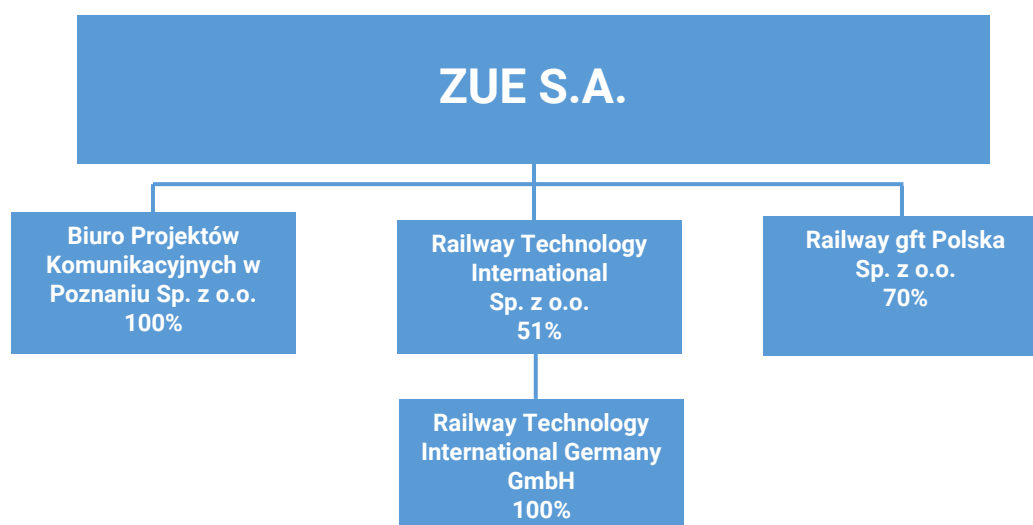 ZUE S.A.
Biuro Projektów
Komunikacyjnych w
Poznaniu Sp. z o.o.
100%
Railway Technology
International
Sp. z o.o.
51%
Railway gft Polska
Sp. z o.o.
70%
Railway Technology
International Germany
GmbH
100%